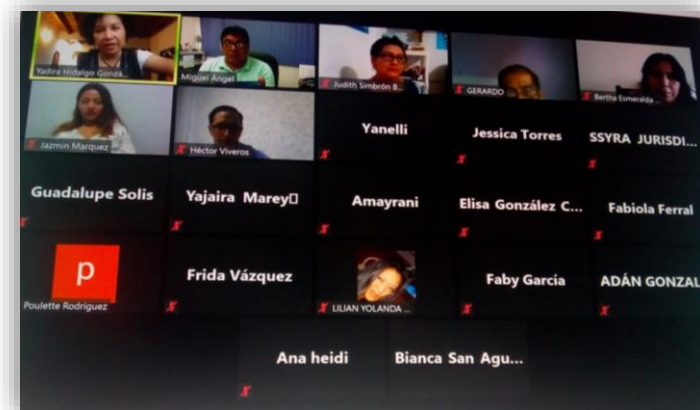 Yadira Hidalgo Gonzá...
Miguel Ángel
Judith Simbrón B...
GERARDO
Bertha Esmeralda ...
Jazmin Marquez
Héctor Viveros
Yanelli
Jessica Torres
SSYRA JURISDI...
Guadalupe Solis
Yajaira Marey
Amayrani
Elisa González C...
Fabiola Ferral
p
Poulette Rodríguez
Frida Vázquez
LILIAN YOLANDA ...
Faby García
ADÁN GONZAL
Ana heidi
Bianca San Agu...